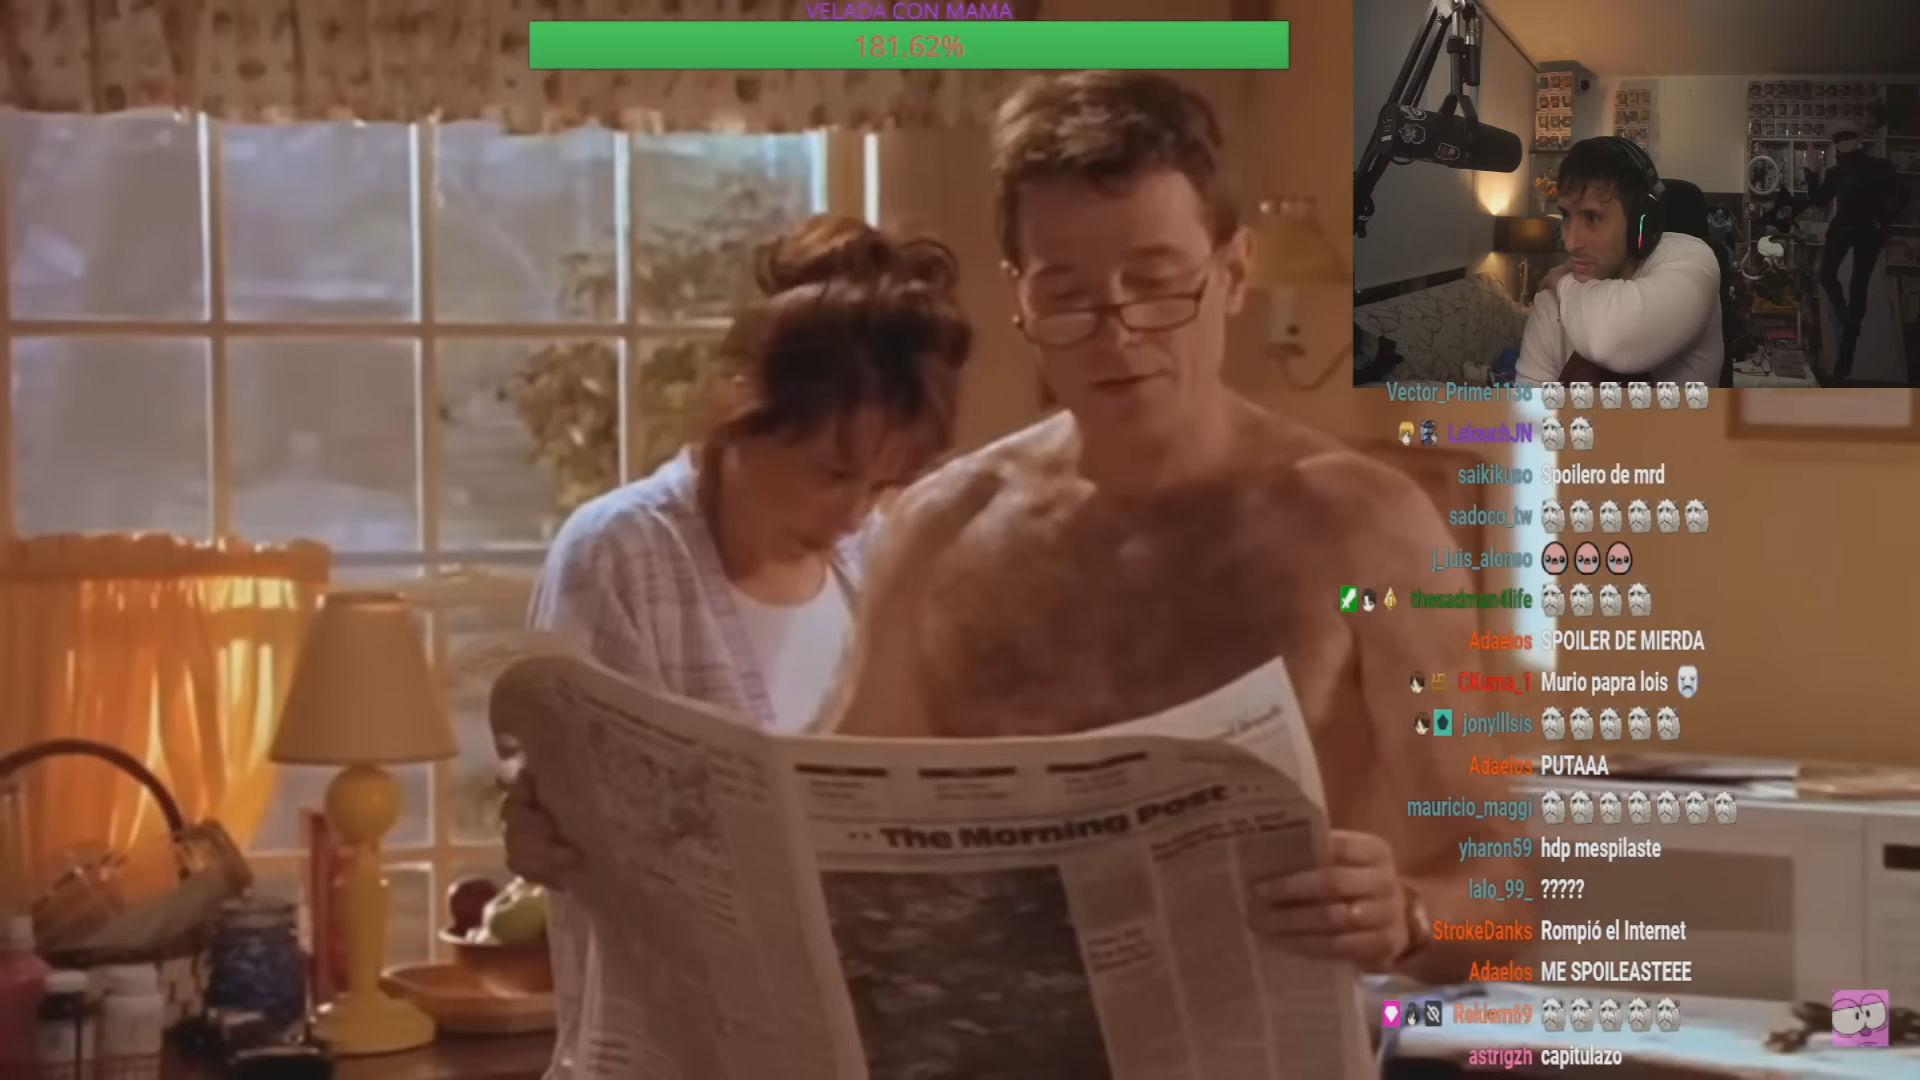 VELADA CON MAMA
181.62%
Vector_Prime1138
LelouchJN
saikikuso Spoilero de mrd
sadoco_tw
j_luis_alonso
thesadman4life
Adaelos SPOILER DE MIERDA
CKuma_1 Murio papra lois
jonylllsis
Adaelos PUTAAA
mauricio_maggi
yharon59 hdp mespilaste
lalo_99_ ?????
StrokeDanks Rompió el Internet
Adaelos ME SPOILEASTEEE
Roklem69
astrigzh capitulazo
The Morning Post